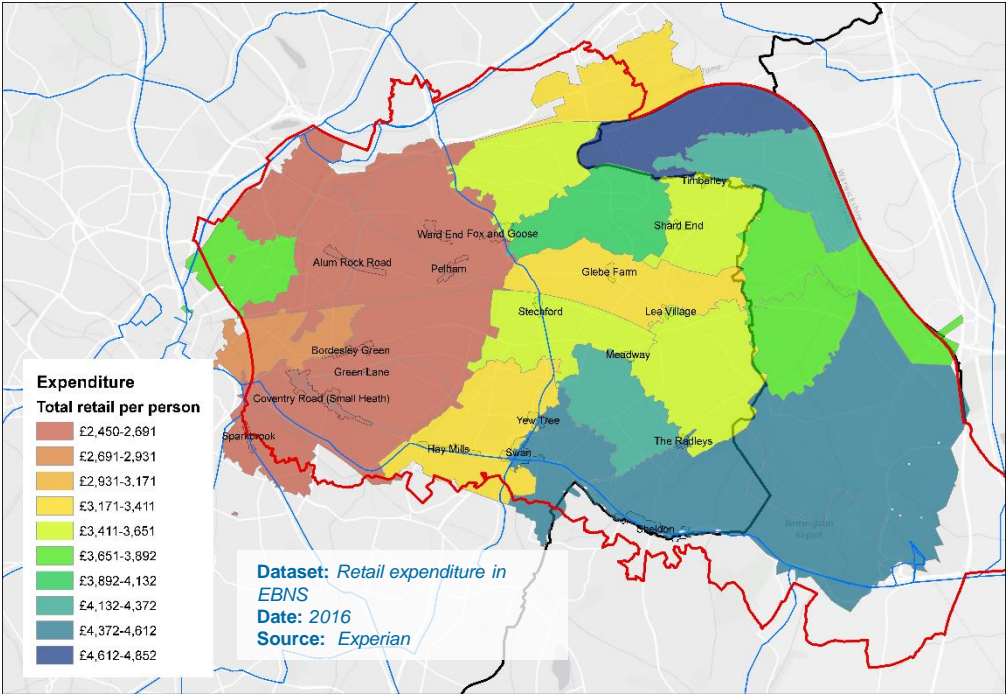 Warwickshire
Timberley
Ward End
Fox and Goose
Shard End
Alum Rock Road
Pelham
Glebe Farm
Stechford
Lea Village
Bordesley Green
Meadway
Green Lane
Coventry Road (Small Heath)
Yew Tree
Sparkbrook
Hay Mills
Swan
The Radleys
Sheldon
Birmingham
Airport
Expenditure
Total retail per person
£2,450-2,691
£2,691-2,931
£2,931-3,171
£3,171-3,411
£3,411-3,651
£3,651-3,892
£3,892-4,132
£4,132-4,372
£4,372-4,612
£4,612-4,852
Dataset: Retail expenditure in
EBNS
Date: 2016
Source: Experian